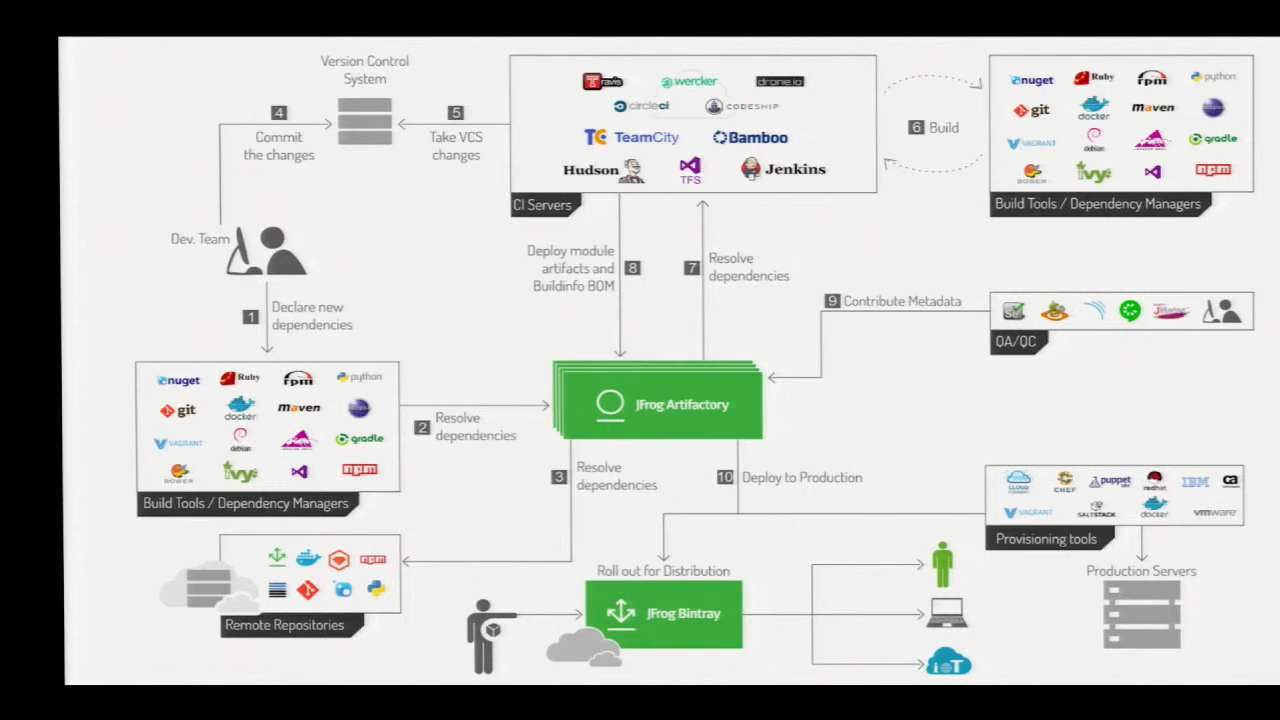 Version Control
System
4
Commit
the changes
5
Take VCS
changes
Travis
wercker
drone.io
circleci
CODESHIP
TeamCity
Bamboo
Hudson
TFS
Jenkins
CI Servers
6 Build
nuget
Ruby
rpm
python
git
docker
maven
VAGRANT
debian
gradle
BOWER
ivy
npm
Build Tools / Dependency Managers
Dev. Team
1
Declare new
dependencies
Deploy module
artifacts and
Buildinfo BOM
8
7
Resolve
dependencies
9 Contribute Metadata
Se
JMeter
QA/QC
nuget
Ruby
rpm
python
git
docker
maven
VAGRANT
debian
gradle
BOWER
ivy
npm
Build Tools / Dependency Managers
2
Resolve
dependencies
JFrog Artifactory
3
Resolve
dependencies
10 Deploy to Production
CLOUD
CHEF
puppet
redhat
IBM
ca
VAGRANT
SALTSTACK
docker
vmware
Provisioning tools
npm
Remote Repositories
Roll out for Distribution
JFrog Bintray
IoT
Production Servers